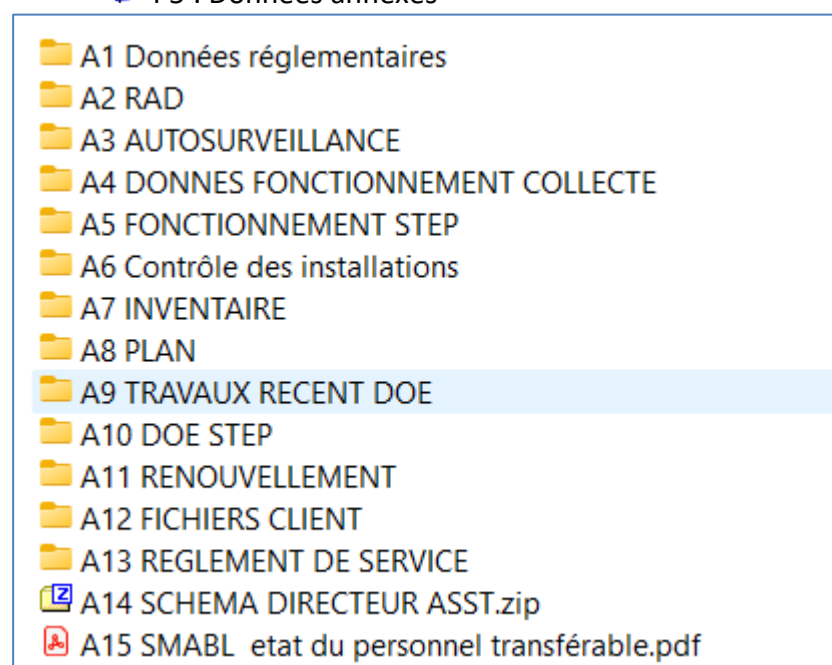 A1 Données réglementaires
A2 RAD
A3 AUTOSURVEILLANCE
A4 DONNES FONCTIONNEMENT COLLECTE
A5 FONCTIONNEMENT STEP
A6 Contrôle des installations
A7 INVENTAIRE
A8 PLAN
A9 TRAVAUX RECENT DOE
A10 DOE STEP
A11 RENOUVELLEMENT
A12 FICHIERS CLIENT
A13 REGLEMENT DE SERVICE
A14 SCHEMA DIRECTEUR ASST.zip
A15 SMABL  etat du personnel transférable.pdf